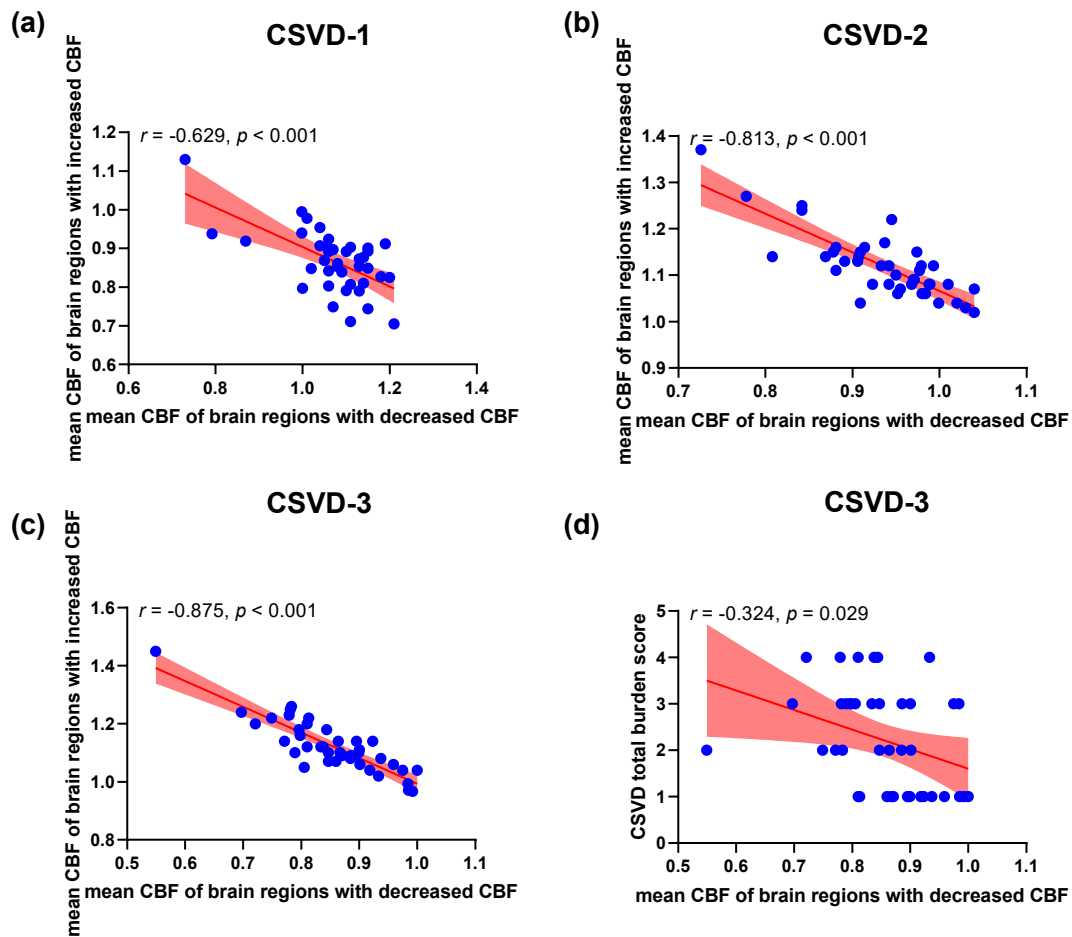 (a)
CSVD-1
mean CBF of brain regions with increased CBF
r = -0.629, p < 0.001
1.2
1.1
1.0
0.9
0.8
0.7
0.6
0.6
0.8
1.0
1.2
1.4
mean CBF of brain regions with decreased CBF
(b)
CSVD-2
mean CBF of brain regions with increased CBF
r = -0.813, p < 0.001
1.4
1.3
1.2
1.1
1.0
0.9
0.7
0.8
0.9
1.0
1.1
mean CBF of brain regions with decreased CBF
(c)
CSVD-3
mean CBF of brain regions with increased CBF
r = -0.875, p < 0.001
1.6
1.4
1.2
1.0
0.8
0.5
0.6
0.7
0.8
0.9
1.0
1.1
mean CBF of brain regions with decreased CBF
(d)
CSVD-3
CSVD total burden score
r = -0.324, p = 0.029
5
4
3
2
1
0
0.5
0.6
0.7
0.8
0.9
1.0
1.1
mean CBF of brain regions with decreased CBF